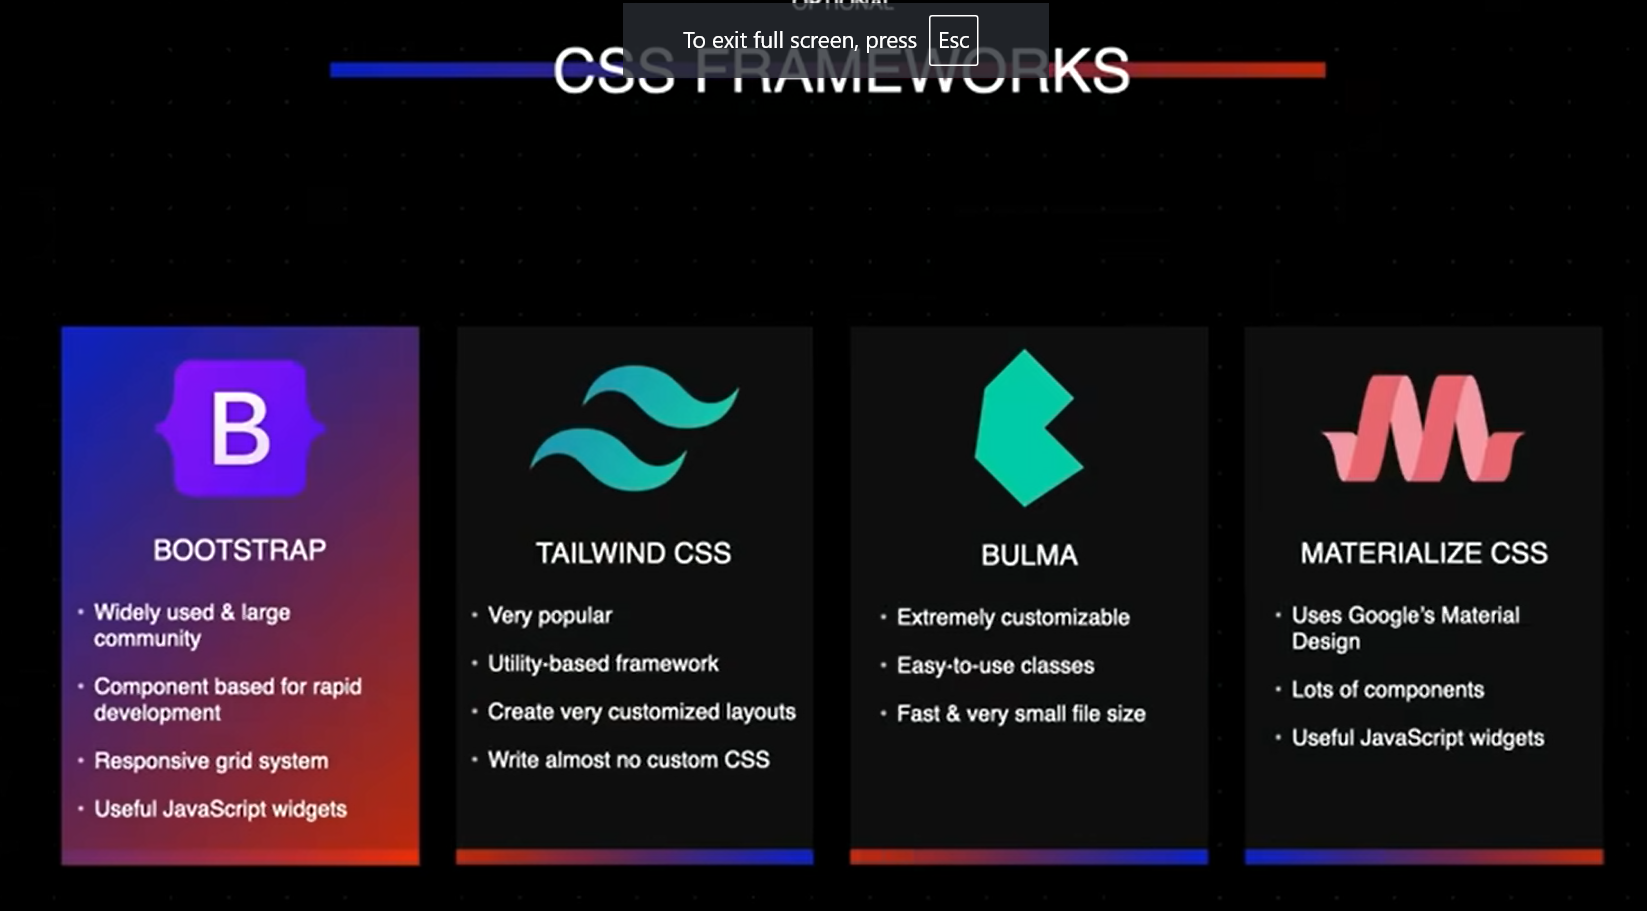 OPTIONAL
To exit full screen, press Esc
CSS FRAMEWORKS
B
BOOTSTRAP
• Widely used & large
community
• Component based for rapid
development
• Responsive grid system
• Useful JavaScript widgets
TAILWIND CSS
• Very popular
• Utility-based framework
• Create very customized layouts
• Write almost no custom CSS
BULMA
• Extremely customizable
• Easy-to-use classes
• Fast & very small file size
MATERIALIZE CSS
• Uses Google's Material
Design
• Lots of components
• Useful JavaScript widgets